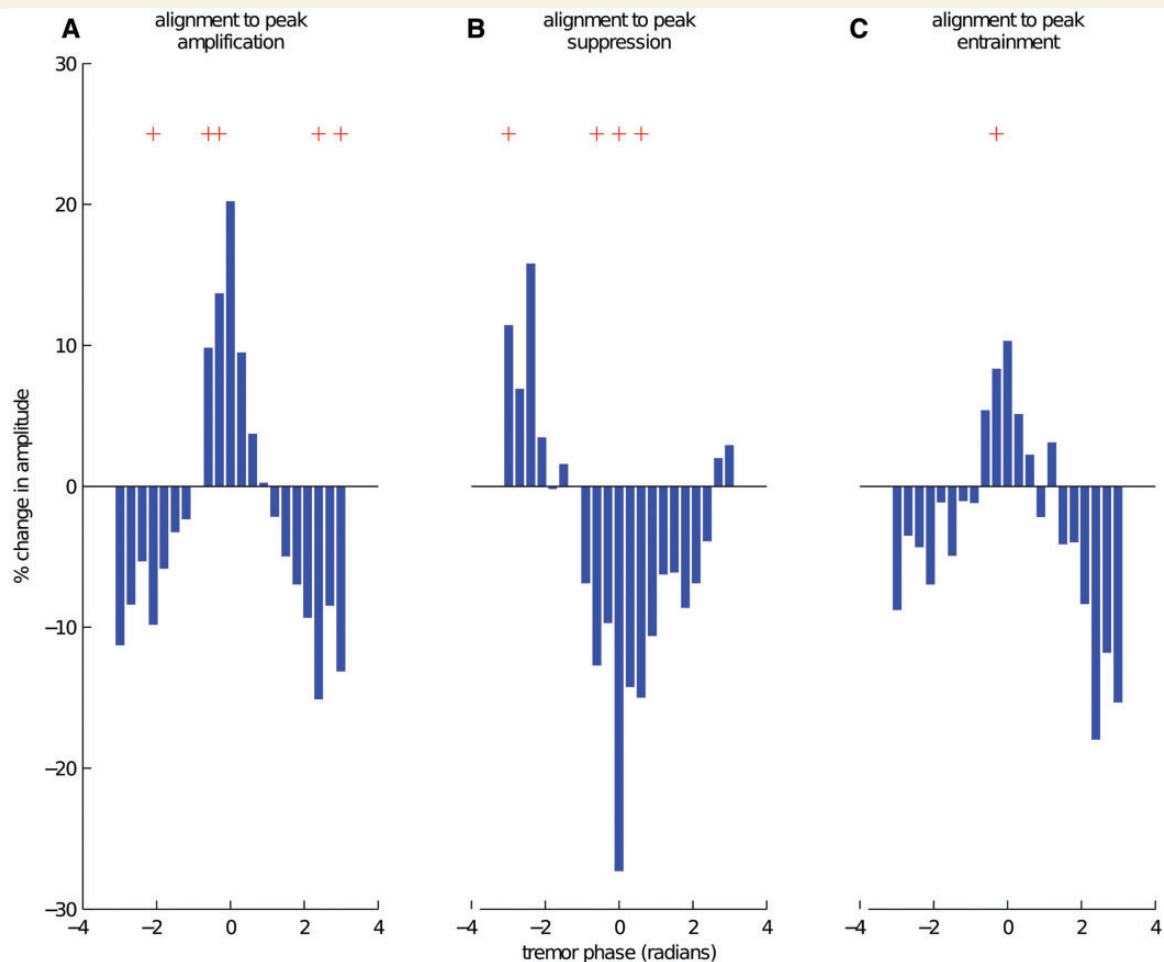 A
alignment to peak
amplification
B
alignment to peak
suppression
C
alignment to peak
entrainment
30
20
10
0
−10
−20
−30
% change in amplitude
−4 −2 0 2 4
−4 −2 0 2 4
−4 −2 0 2 4
tremor phase (radians)